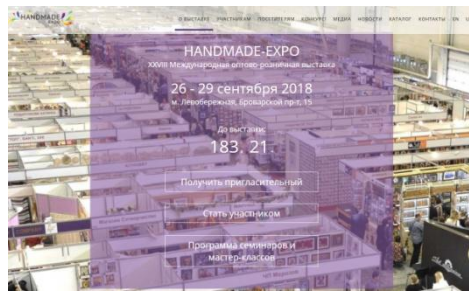 HANDMADE
О ВЫСТАВКЕ УЧАСТНИКАМ ПОСЕТИТЕЛЯМ КОНКУРС МЕДИА НОВОСТИ КАТАЛОГ КОНТАКТЫ EN
HANDMADE-EXPO
XXVIII Международная оптово-розничная выставка
26 - 29 сентября 2018
м. Левобережная, Броварской пр-т, 15
До выставки:
183. 21.
Получить пригласительный
Стать участником
Программа семинаров и
мастер-классов